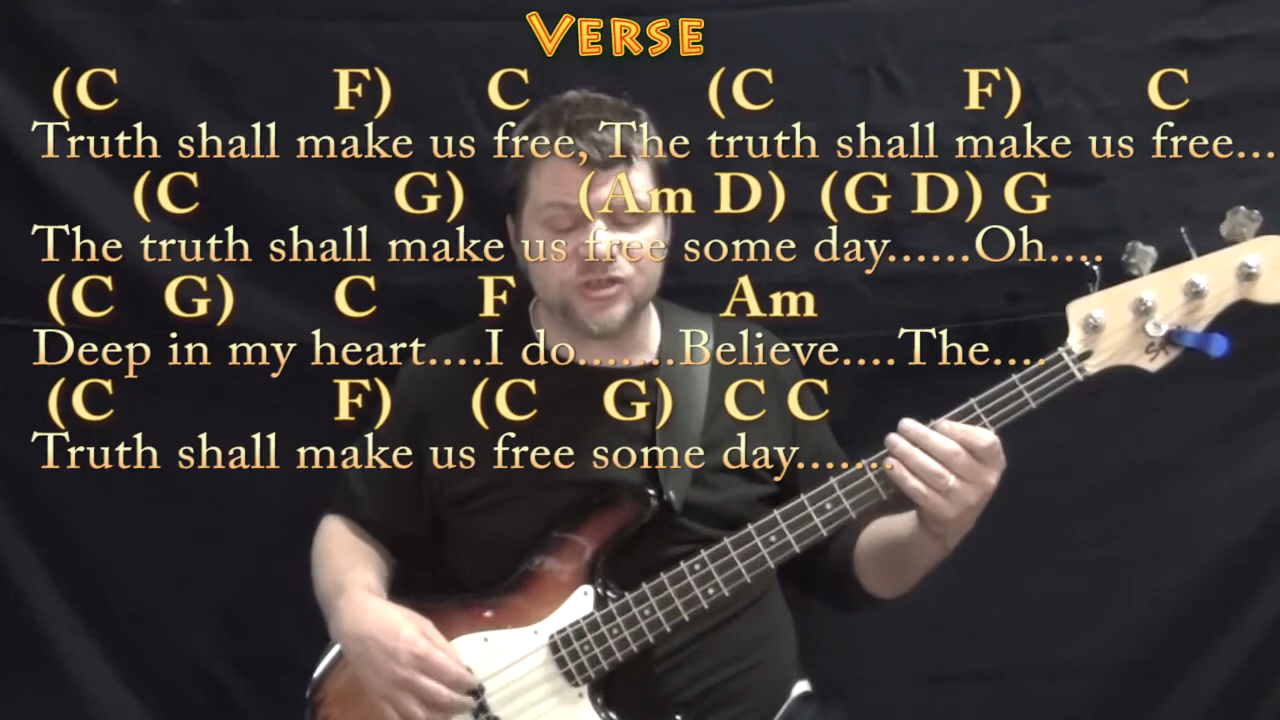 VERSE
(C F) C (C F) C
Truth shall make us free, The truth shall make us free...
(C G) (Am D) (G D) G
The truth shall make us free some day......Oh....
(C G) C F Am
Deep in my heart....I do.......Believe....The....
(C F) (C G) C C
Truth shall make us free some day.......